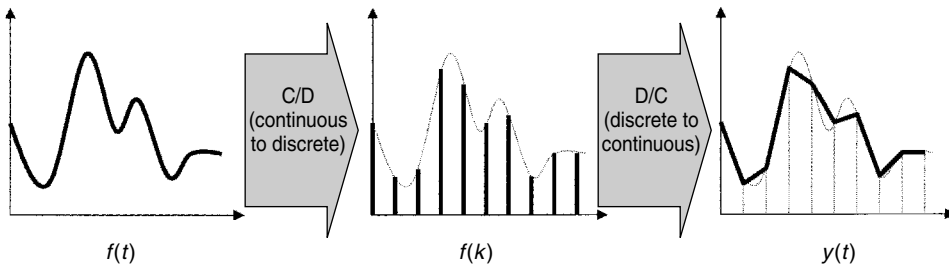 C/D
(continuous
to discrete)
D/C
(discrete to
continuous)
f(t)
f(k)
y(t)